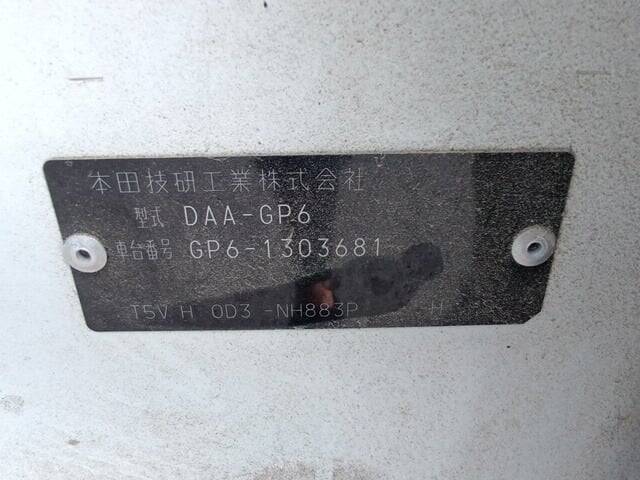 本田技研工業株式会社
型式 DAA-GP6
車台番号 GP6-1303681
T5V H 0D3 -NH883P H